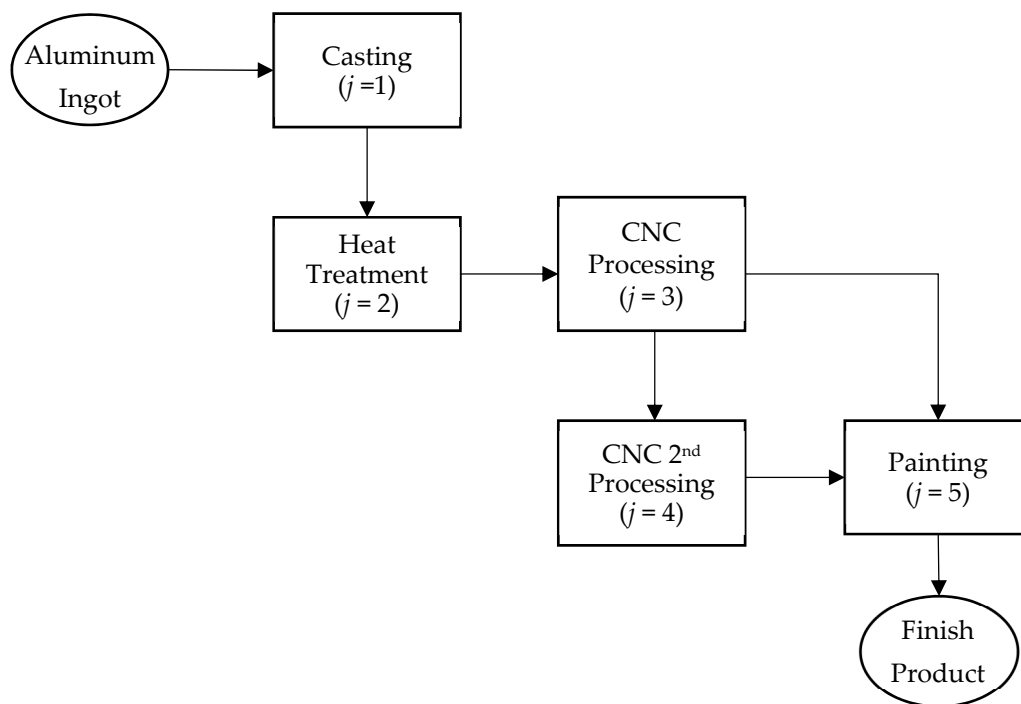 Aluminum
Ingot
Casting
(j =1)
Heat
Treatment
(j = 2)
CNC
Processing
(j = 3)
CNC 2nd
Processing
(j = 4)
Painting
(j = 5)
Finish
Product